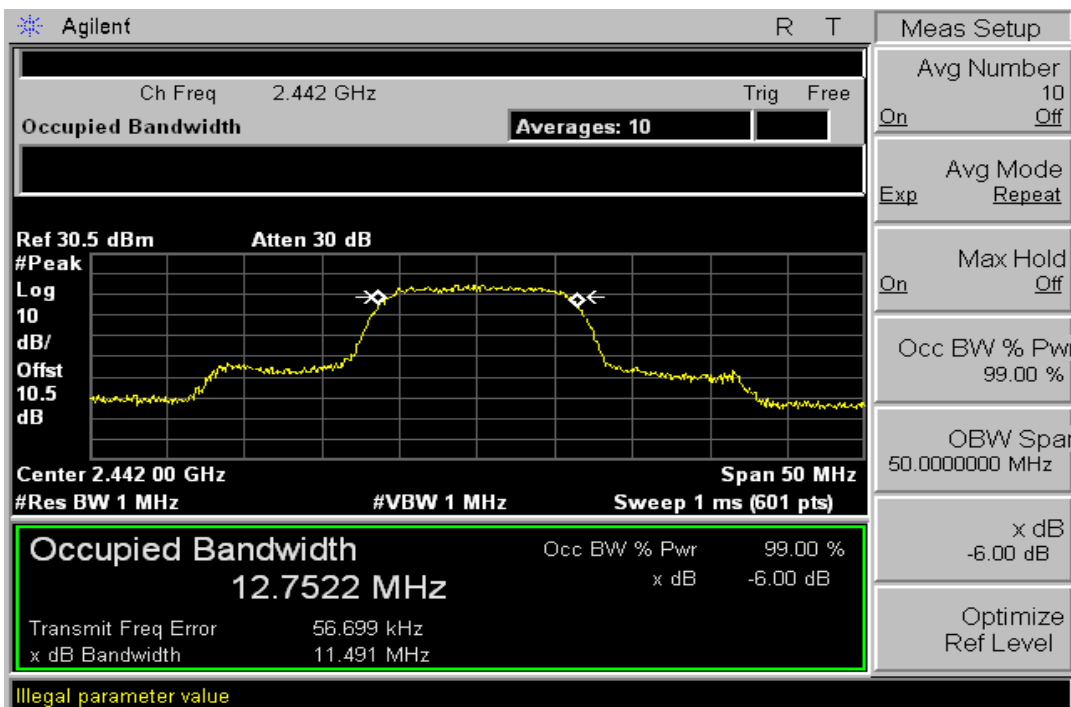 Agilent R T
Meas Setup
Ch Freq 2.442 GHz Trig Free
Occupied Bandwidth Averages: 10
Ref 30.5 dBm Atten 30 dB
#Peak
Log
10
dB/
Offst
10.5
dB
Center 2.442 00 GHz Span 50 MHz
#Res BW 1 MHz #VBW 1 MHz Sweep 1 ms (601 pts)
Occupied Bandwidth Occ BW % Pwr 99.00 %
12.7522 MHz x dB -6.00 dB
Transmit Freq Error 56.699 kHz
x dB Bandwidth 11.491 MHz
Illegal parameter value
Avg Number
10
On Off
Avg Mode
Exp Repeat
Max Hold
On Off
Occ BW % Pwr
99.00 %
OBW Spa
50.0000000 MHz
x dB
-6.00 dB
Optimize
Ref Level